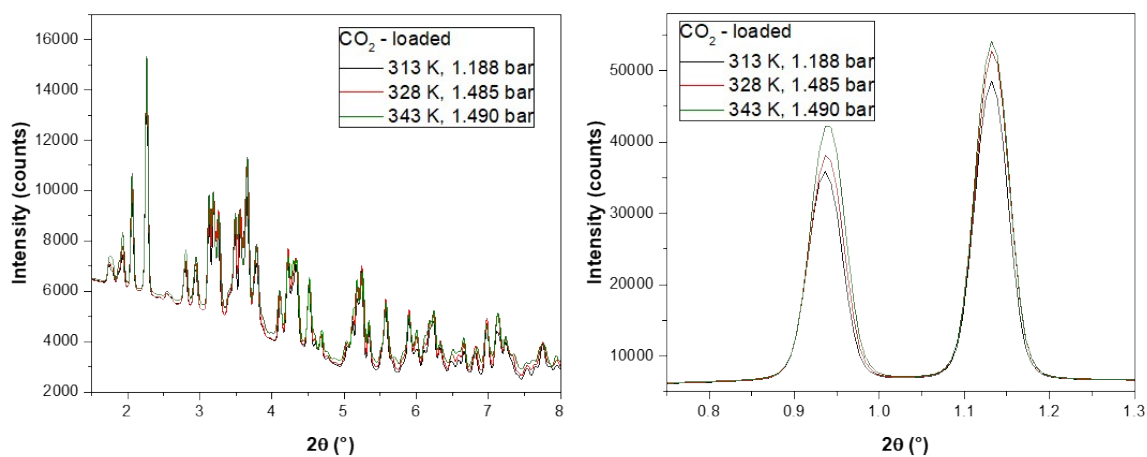 CO₂ - loaded
313 K, 1.188 bar
328 K, 1.485 bar
343 K, 1.490 bar
16000
14000
12000
10000
8000
6000
4000
2000
Intensity (counts)
2 3 4 5 6 7 8
2θ (°)
CO₂ - loaded
313 K, 1.188 bar
328 K, 1.485 bar
343 K, 1.490 bar
50000
40000
30000
20000
10000
Intensity (counts)
0.8 0.9 1.0 1.1 1.2 1.3
2θ (°)